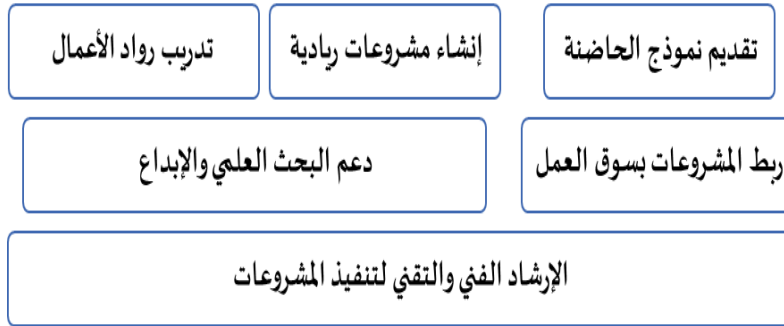 تقديم نموذج الحاضنة
إنشاء مشروعات ريادية
تدريب رواد الأعمال
ربط المشروعات بسوق العمل
دعم البحث العلمي والإبداع
الإرشاد الفني والتقني لتنفيذ المشروعات